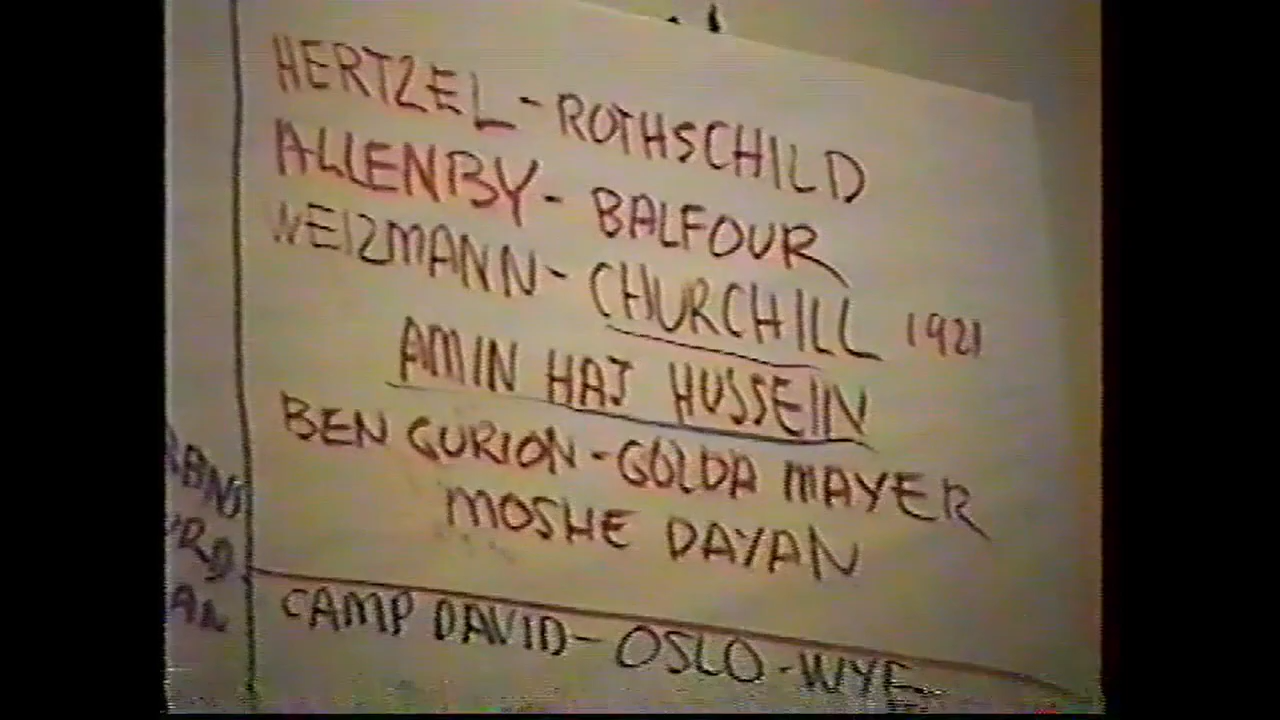 HERTZEL - ROTHSCHILD
ALLENBY - BALFOUR
WEIZMANN - CHURCHILL 1921
AMIN HAJ HUSSEIN
BEN GURION - GOLDA MAYER
MOSHE DAYAN
CAMP DAVID - OSLO - WYE